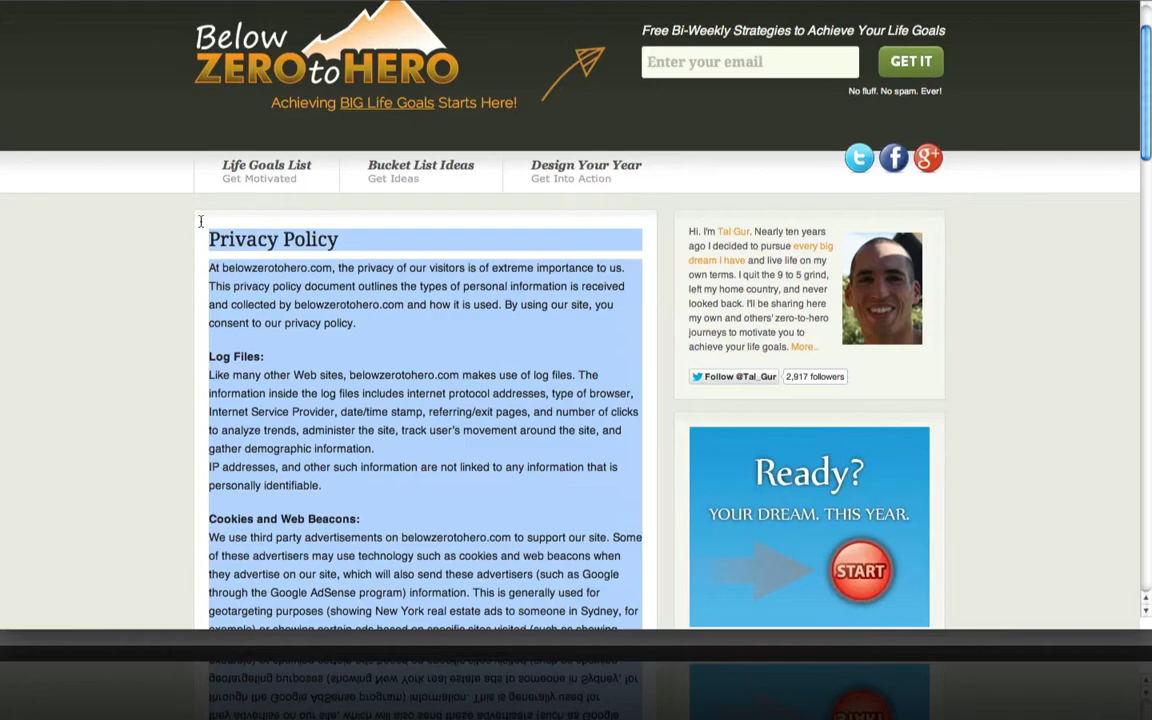 Below
ZERO to HERO
Achieving BIG Life Goals Starts Here!
Free Bi-Weekly Strategies to Achieve Your Life Goals
Enter your email
GET IT
No fluff. No spam. Ever!
Life Goals List
Get Motivated
Bucket List Ideas
Get Ideas
Design Your Year
Get Into Action
t
f
g+
Privacy Policy
At belowzerotohero.com, the privacy of our visitors is of extreme importance to us.
This privacy policy document outlines the types of personal information is received
and collected by belowzerotohero.com and how it is used. By using our site, you
consent to our privacy policy.
Log Files:
Like many other Web sites, belowzerotohero.com makes use of log files. The
information inside the log files includes internet protocol addresses, type of browser,
Internet Service Provider, date/time stamp, referring/exit pages, and number of clicks
to analyze trends, administer the site, track user's movement around the site, and
gather demographic information.
IP addresses, and other such information are not linked to any information that is
personally identifiable.
Cookies and Web Beacons:
We use third party advertisements on belowzerotohero.com to support our site. Some
of these advertisers may use technology such as cookies and web beacons when
they advertise on our site, which will also send these advertisers (such as Google
through the Google AdSense program) information. This is generally used for
geotargeting purposes (showing New York real estate ads to someone in Sydney, for
example) or showing certain ads based on specific sites visited (such as showing
Hi. I'm Tal Gur. Nearly ten years
ago I decided to pursue every big
dream I have and live life on my
own terms. I quit the 9 to 5 grind,
left my home country, and never
looked back. I'll be sharing here
my own and others' zero-to-hero
journeys to motivate you to
achieve your life goals. More..
Follow @Tal_Gur
2,917 followers
Ready?
YOUR DREAM. THIS YEAR.
START